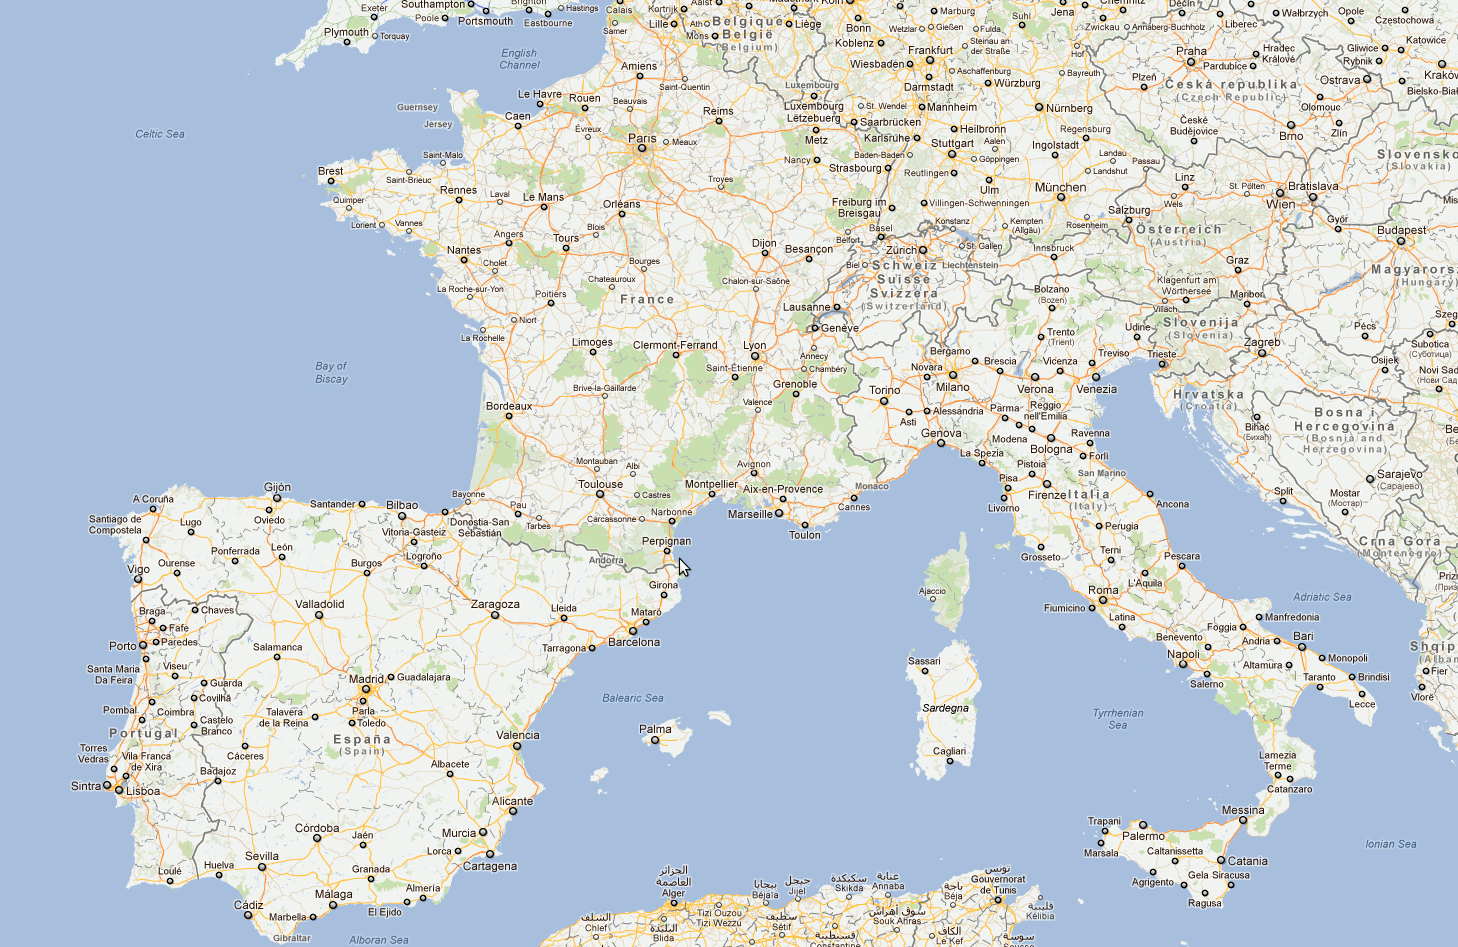 Exeter
Southampton
Brighton
Hastings
Calais
Kortrijk
Aalst
Köln
Jena
Chemnitz
Děčín
Poole
Portsmouth
Eastbourne
Lille
Dortmund
Marburg
Suhl
Zwickau
Annaberg-Buchholz
Liberec
Wałbrzych
Opole
Częstochowa
Plymouth
Torquay
Samer
Ath
Mons
Belgique
België
(Belgium)
Liège
Bonn
Wetzlar
Gießen
Fulda
Koblenz
Steinau an
der Straße
Hof
Praha
Hradec
Králové
Gliwice
Rybnik
Katowice
English
Channel
Amiens
Saint-Quentin
Frankfurt
Wiesbaden
Aschaffenburg
Bayreuth
Pardubice
Ostrava
Kraków
Plzeň
Česká republika
(Czech Republic)
Bielsko-Biała
Luxembourg
Darmstadt
Würzburg
Le Havre
Rouen
Beauvais
Guernsey
Jersey
Luxembourg
Lëtzebuerg
St. Wendel
Mannheim
Nürnberg
Olomouc
Caen
Reims
Saarbrücken
České
Budějovice
Brno
Zlín
Celtic Sea
Évreux
Paris
Meaux
Metz
Karlsruhe
Heilbronn
Regensburg
Saint-Malo
Nancy
Baden-Baden
Stuttgart
Aalen
Göppingen
Ingolstadt
Landau
Passau
Slovensko
(Slovakia)
Brest
Saint-Brieuc
Strasbourg
Reutlingen
Landshut
Linz
Troyes
Rennes
Laval
Le Mans
Ulm
München
St. Pölten
Bratislava
Quimper
Orléans
Freiburg im
Breisgau
Villingen-Schwenningen
Wels
Wien
Lorient
Vannes
Blois
Konstanz
Kempten
(Allgäu)
Rosenheim
Salzburg
Győr
Angers
Tours
Dijon
Besançon
Belfort
Basel
Österreich
(Austria)
Budapest
Nantes
Cholet
Bourges
Zürich
St. Gallen
Innsbruck
Graz
Biel
Schweiz
Suisse
Svizzera
(Switzerland)
Liechtenstein
Magyarország
(Hungary)
La Roche-sur-Yon
Chateauroux
Chalon-sur-Saône
Klagenfurt am
Wörthersee
Poitiers
France
Bolzano
(Bozen)
Maribor
Lausanne
Villach
Niort
Genève
Trento
(Trient)
Udine
Slovenija
(Slovenia)
Pécs
Szeged
La Rochelle
Limoges
Clermont-Ferrand
Lyon
Annecy
Bergamo
Brescia
Vicenza
Treviso
Trieste
Zagreb
Subotica
(Суботица)
Bay of
Biscay
Saint-Étienne
Chambéry
Novara
Milano
Verona
Venezia
Osijek
Novi Sad
(Нови Сад)
Brive-la-Gaillarde
Grenoble
Torino
Hrvatska
(Croatia)
Bordeaux
Valence
Asti
Alessandria
Parma
Reggio
nell'Emilia
Bosna i
Hercegovina
(Bosnia and
Herzegovina)
Bihać
(Бихаћ)
Genova
Modena
Ravenna
La Spezia
Bologna
Forlì
Montauban
Albi
Avignon
Pistoia
San Marino
Toulouse
Montpellier
Aix-en-Provence
Monaco
Pisa
Firenze
Italia
(Italy)
Sarajevo
(Сарајево)
Castres
Cannes
Livorno
Ancona
Split
Mostar
(Мостар)
A Coruña
Gijón
Santander
Bilbao
Bayonne
Pau
Tarbes
Carcassonne
Narbonne
Marseille
Toulon
Santiago de
Compostela
Lugo
Oviedo
Donostia-San
Sebastián
Vitoria-Gasteiz
Perpignan
Perugia
Crna Gora
(Montenegro)
Ponferrada
León
Logroño
Andorra
Grosseto
Terni
Pescara
Vigo
Ourense
Burgos
Girona
Ajaccio
L'Aquila
Roma
Braga
Chaves
Valladolid
Zaragoza
Lleida
Mataró
Fiumicino
Latina
Adriatic Sea
Fafe
Manfredonia
Porto
Paredes
Salamanca
Tarragona
Barcelona
Benevento
Foggia
Andria
Bari
Santa Maria
Da Feira
Viseu
Guarda
Madrid
Guadalajara
Sassari
Napoli
Altamura
Monopoli
Shqipëria
(Albania)
Fier
Covilhã
Salerno
Taranto
Brindisi
Pombal
Coimbra
Talavera
de la Reina
Parla
Toledo
Balearic Sea
Sardegna
Tyrrhenian
Sea
Lecce
Vlorë
Castelo
Branco
Portugal
España
(Spain)
Valencia
Palma
Torres
Vedras
Vila Franca
de Xira
Cáceres
Cagliari
Lamezia
Terme
Badajoz
Albacete
Sintra
Lisboa
Catanzaro
Alicante
Messina
Córdoba
Jaén
Murcia
Trapani
Palermo
Lorca
Marsala
Caltanissetta
Catania
Ionian Sea
Huelva
Sevilla
Cartagena
Loulé
Granada
Agrigento
Gela
Siracusa
Málaga
Almería
Ragusa
Cádiz
Marbella
El Ejido
Gibraltar
Alboran Sea
الجزائر
العاصمة
Alger
بجايا
Béjaïa
جيجل
Jijel
سكيكدة
Skikda
عنابة
Annaba
تونس
Gouvernorat
de Tunis
باجة
Béja
قليبية
Kélibia
الشلف
Chlef
البليدة
Blida
Tizi Ouzou
Tizi Wezzu
سطيف
Sétif
قسنطينة
Constantine
سوق أهراس
Souk Ahras
الكاف
Le Kef
سوسة
Sousse